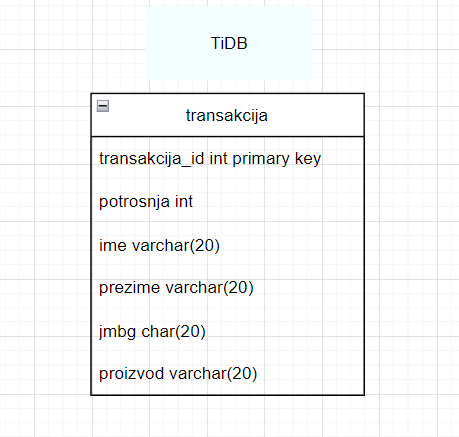 TiDB
transakcija
transakcija_id int primary key
potrosnja int
ime varchar(20)
prezime varchar(20)
jmbg char(20)
proizvod varchar(20)